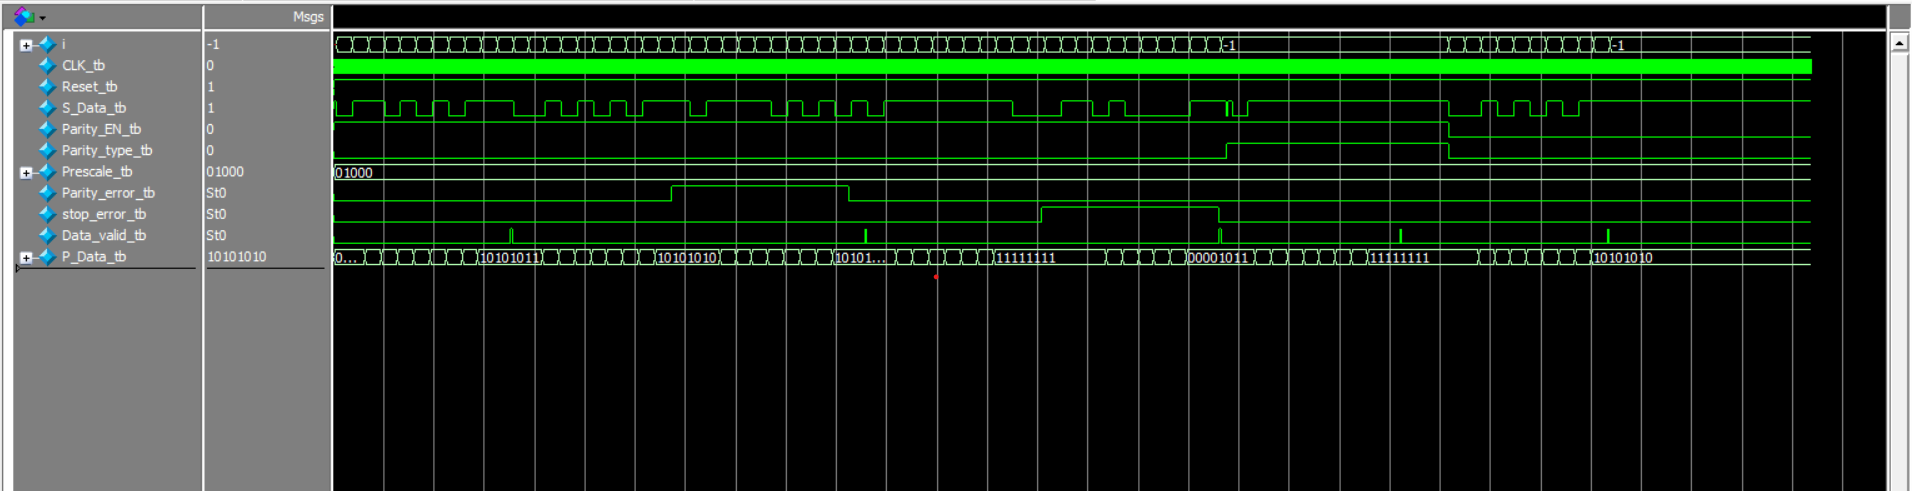 Msgs
i -1 -1 -1
CLK_tb 0
Reset_tb 1
S_Data_tb 1
Parity_EN_tb 0
Parity_type_tb 0
Prescale_tb 01000 01000
Parity_error_tb St0
stop_error_tb St0
Data_valid_tb St0
P_Data_tb 10101010 0... 10101011 10101010 10101... 11111111 00001011 11111111 10101010